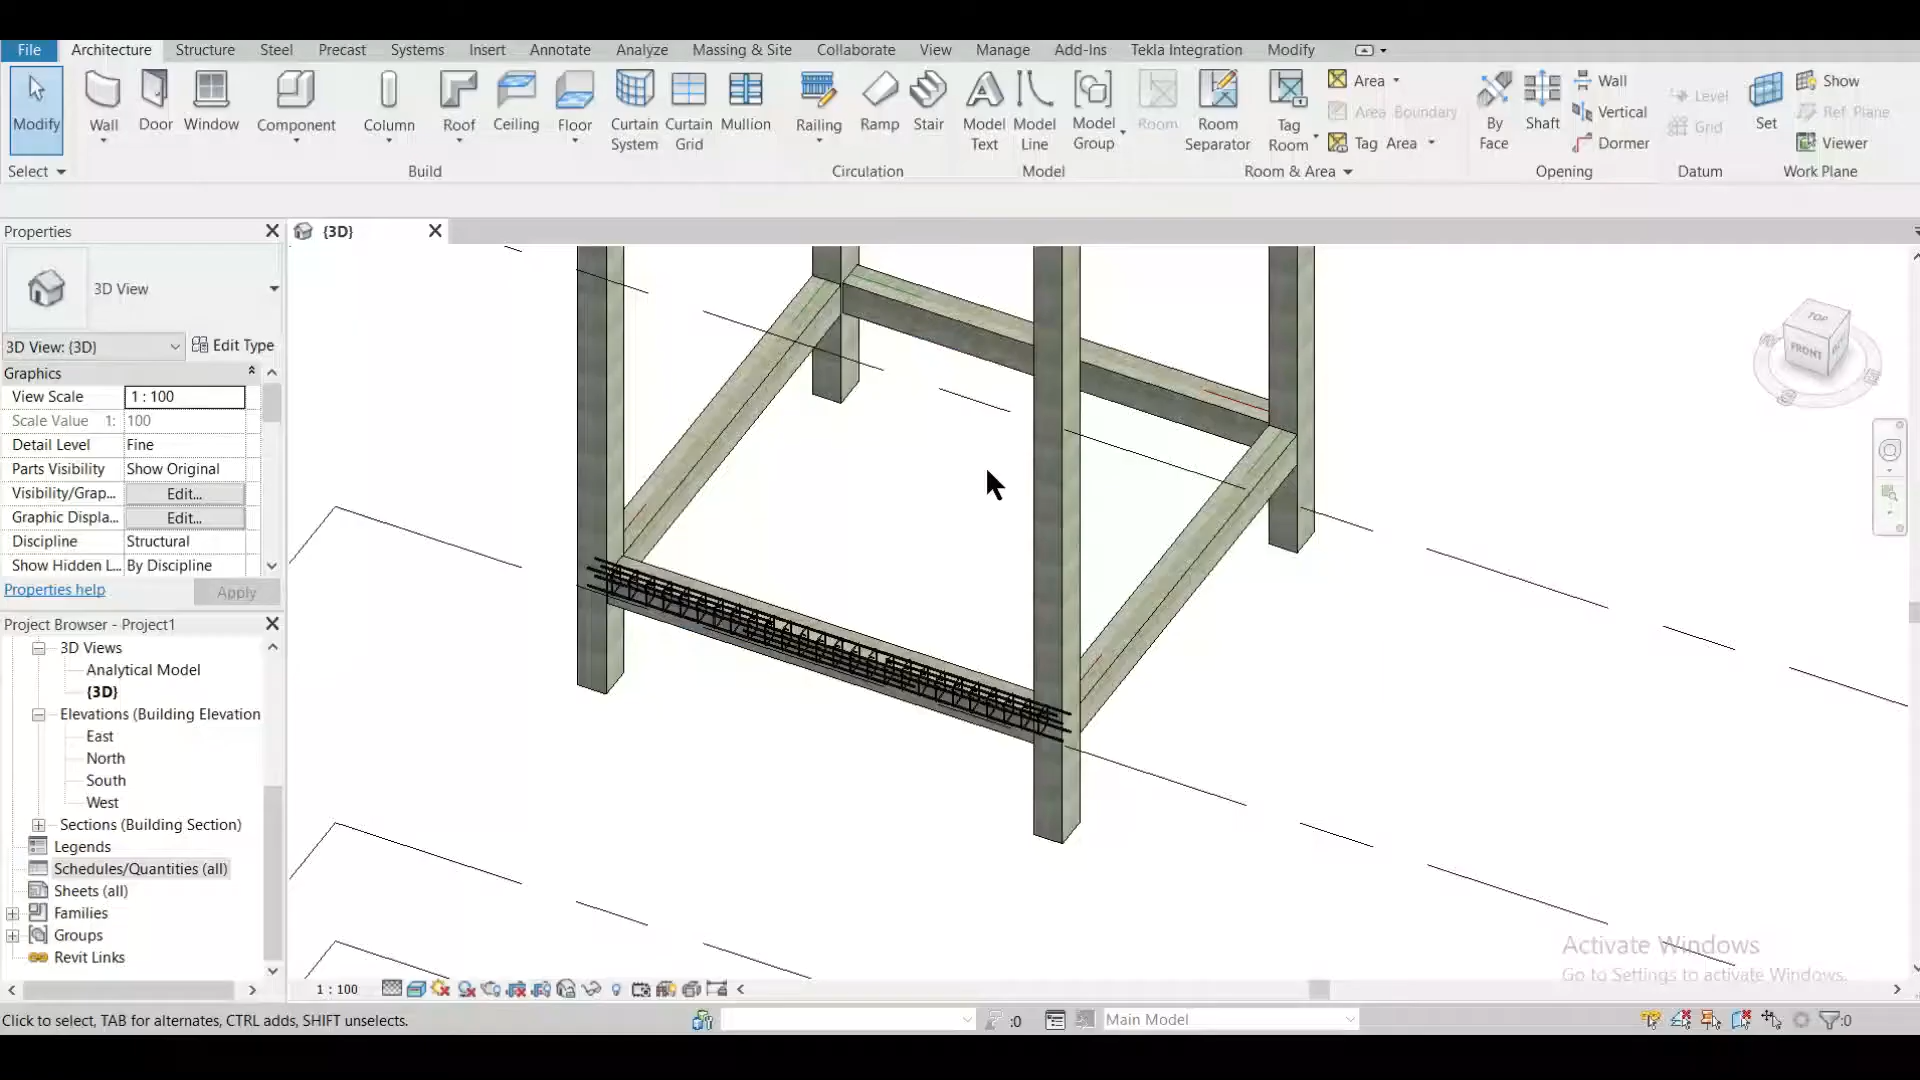 File Architecture Structure Steel Precast Systems Insert Annotate Analyze Massing & Site Collaborate View Manage Add-Ins Tekla Integration Modify
Modify Wall Door Window Component Column Roof Ceiling Floor Curtain System Curtain Grid Mullion Railing Ramp Stair Model Text Model Line Model Group Room Room Separator Tag Room Area Area Boundary Tag Area By Face Shaft Wall Vertical Dormer Level Grid Set Show Ref Plane Viewer
Select Build Circulation Model Room & Area Opening Datum Work Plane
Properties
{3D}
3D View
3D View: {3D} Edit Type
Graphics
View Scale 1 : 100
Scale Value 1: 100
Detail Level Fine
Parts Visibility Show Original
Visibility/Grap... Edit...
Graphic Displa... Edit...
Discipline Structural
Show Hidden L... By Discipline
Properties help Apply
Project Browser - Project1
3D Views
Analytical Model
{3D}
Elevations (Building Elevation
East
North
South
West
Sections (Building Section)
Legends
Schedules/Quantities (all)
Sheets (all)
Families
Groups
Revit Links
TOP
FRONT
Activate Windows
Go to Settings to activate Windows.
1 : 100
Click to select, TAB for alternates, CTRL adds, SHIFT unselects.
:0
Main Model
:0